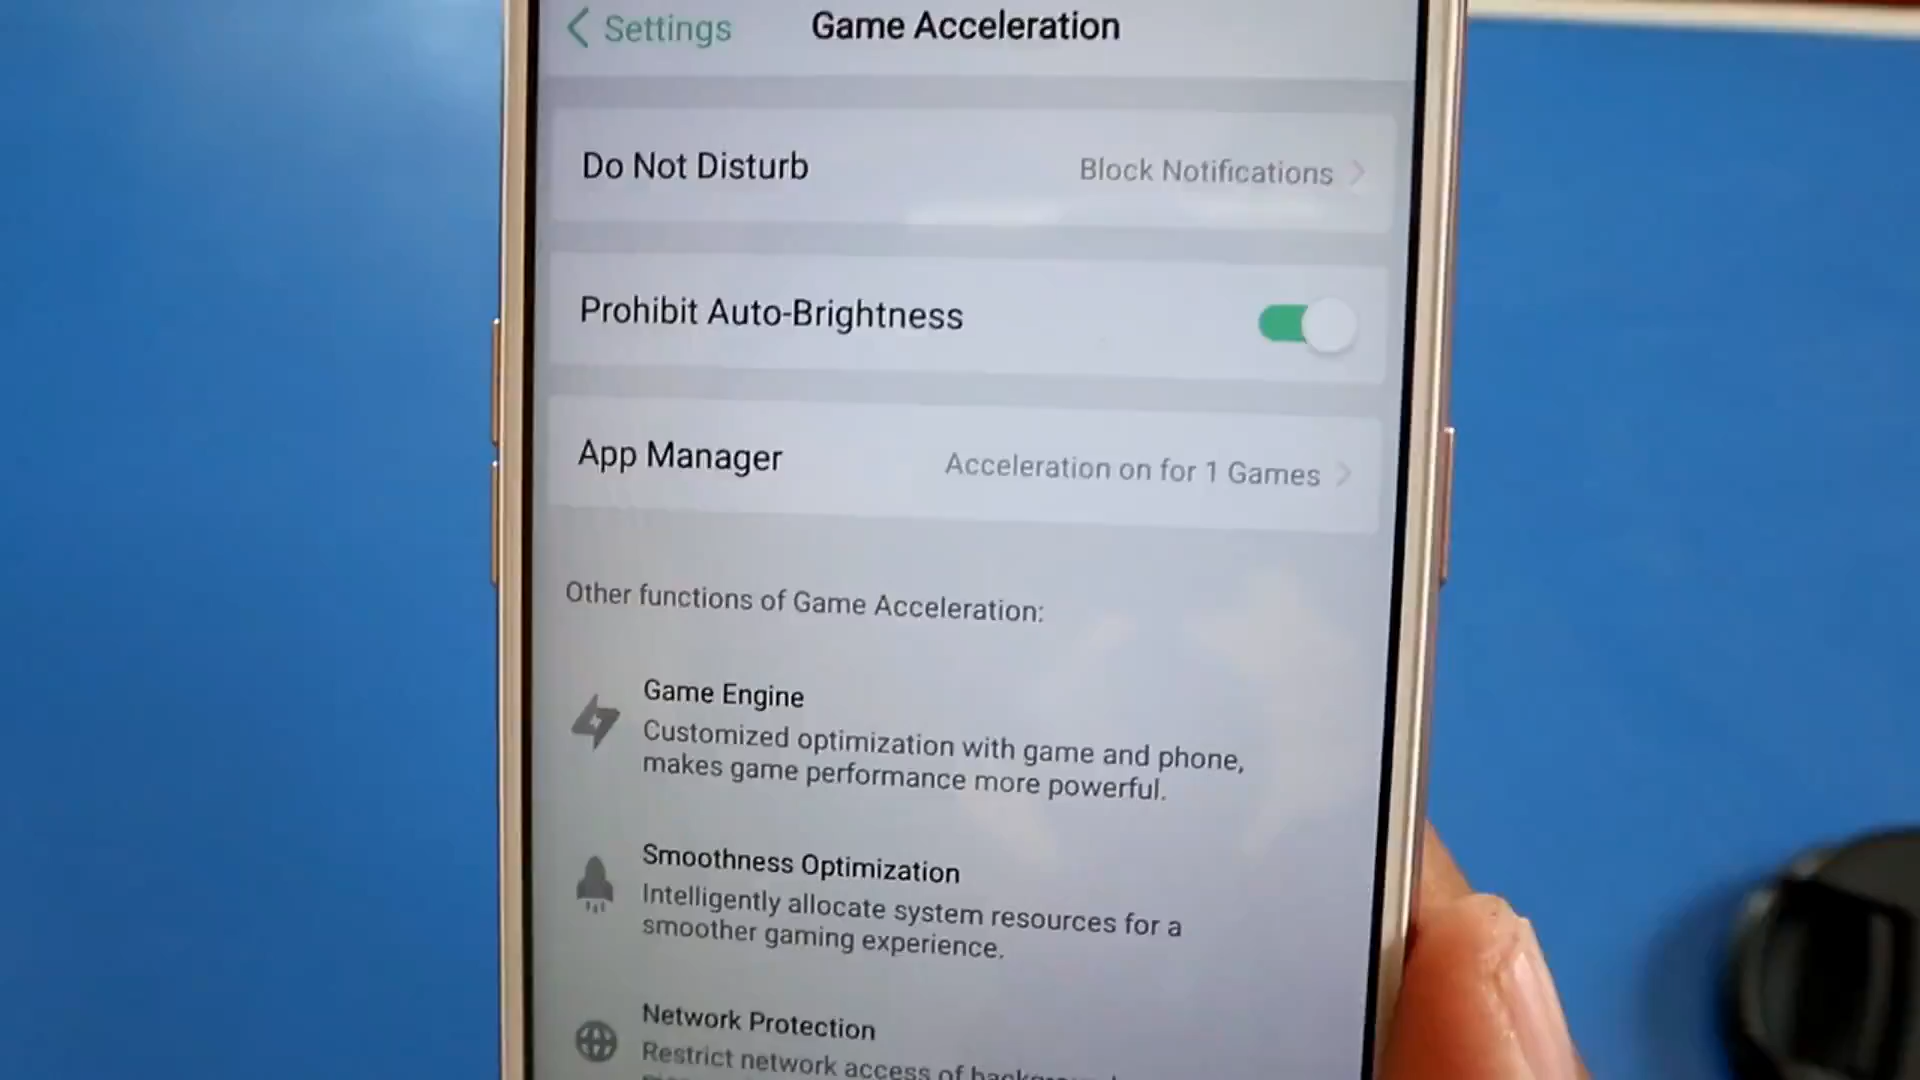 Settings
Game Acceleration
Do Not Disturb
Block Notifications
Prohibit Auto-Brightness
App Manager
Acceleration on for 1 Games
Other functions of Game Acceleration:
Game Engine
Customized optimization with game and phone,
makes game performance more powerful.
Smoothness Optimization
Intelligently allocate system resources for a
smoother gaming experience.
Network Protection
Restrict network access of